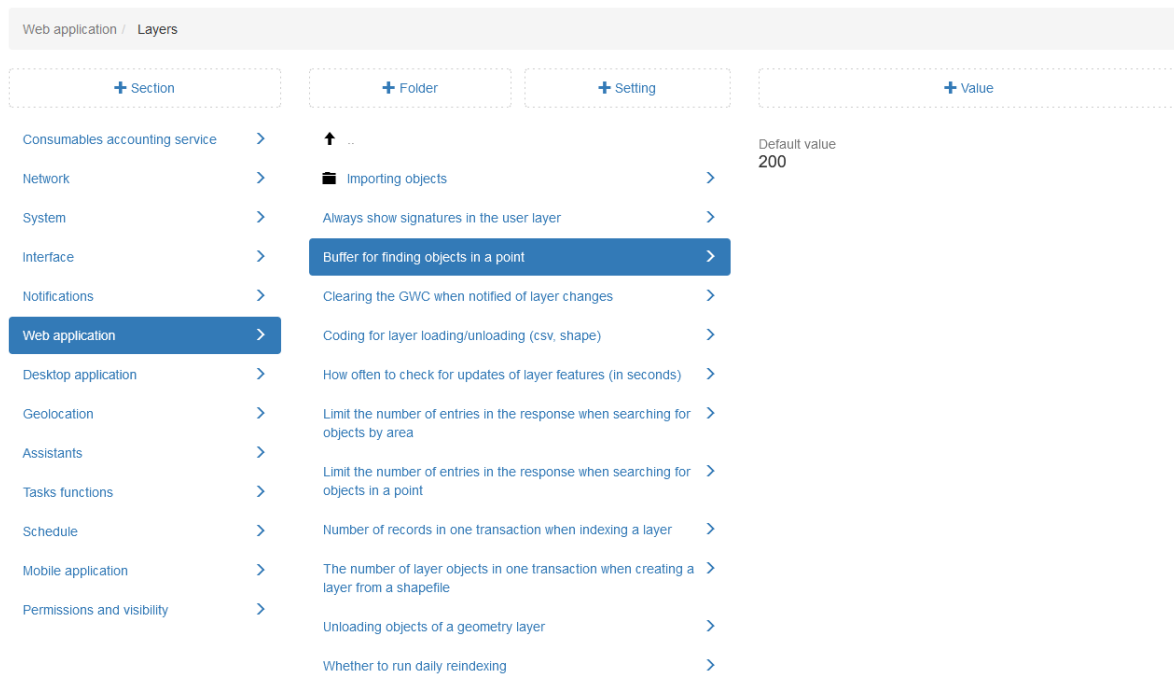 Web application / Layers
+ Section
+ Folder
+ Setting
+ Value
Consumables accounting service
Network
System
Interface
Notifications
Web application
Desktop application
Geolocation
Assistants
Tasks functions
Schedule
Mobile application
Permissions and visibility
..
Importing objects
Always show signatures in the user layer
Buffer for finding objects in a point
Clearing the GWC when notified of layer changes
Coding for layer loading/unloading (csv, shape)
How often to check for updates of layer features (in seconds)
Limit the number of entries in the response when searching for
objects by area
Limit the number of entries in the response when searching for
objects in a point
Number of records in one transaction when indexing a layer
The number of layer objects in one transaction when creating a
layer from a shapefile
Unloading objects of a geometry layer
Whether to run daily reindexing
Default value
200